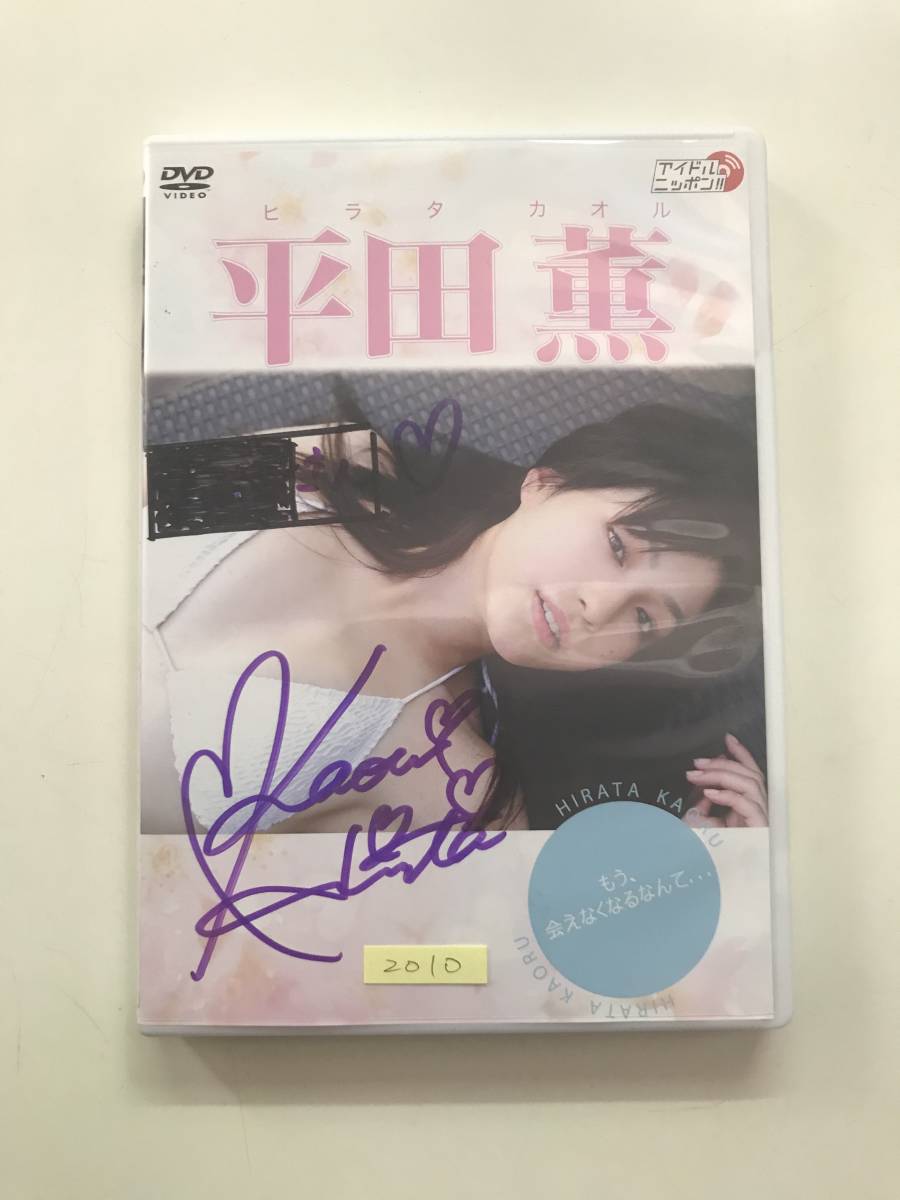 DVD
VIDEO
アイドル
ニッポン!!
ヒラタ カオル
平田 薫
Kaoru
Hirata
HIRATA KAORU
もう、
会えなくなるなんて...
HIRATA KAORU
2010